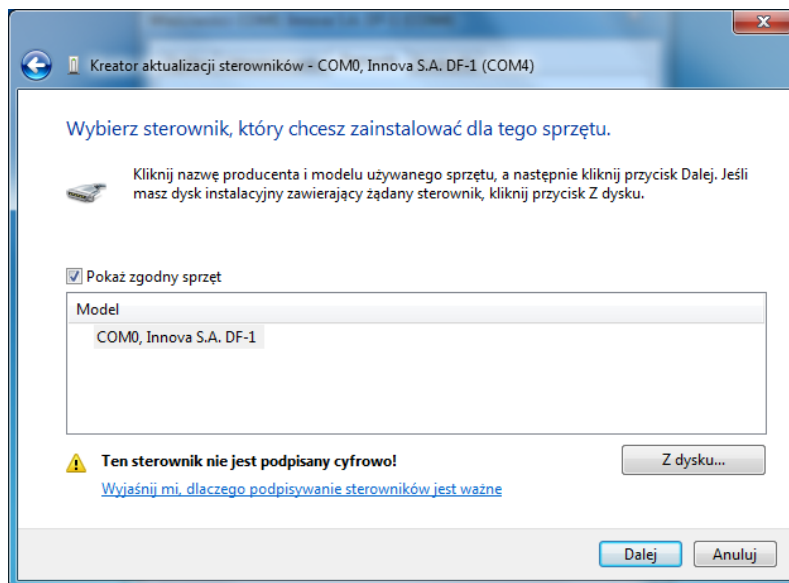 Kreator aktualizacji sterowników - COM0, Innova S.A. DF-1 (COM4)
Wybierz sterownik, który chcesz zainstalować dla tego sprzętu.
Kliknij nazwę producenta i modelu używanego sprzętu, a następnie kliknij przycisk Dalej. Jeśli
masz dysk instalacyjny zawierający żądany sterownik, kliknij przycisk Z dysku.
Pokaż zgodny sprzęt
Model
COM0, Innova S.A. DF-1
Ten sterownik nie jest podpisany cyfrowo!
Z dysku...
Wyjaśnij mi, dlaczego podpisywanie sterowników jest ważne
Dalej
Anuluj